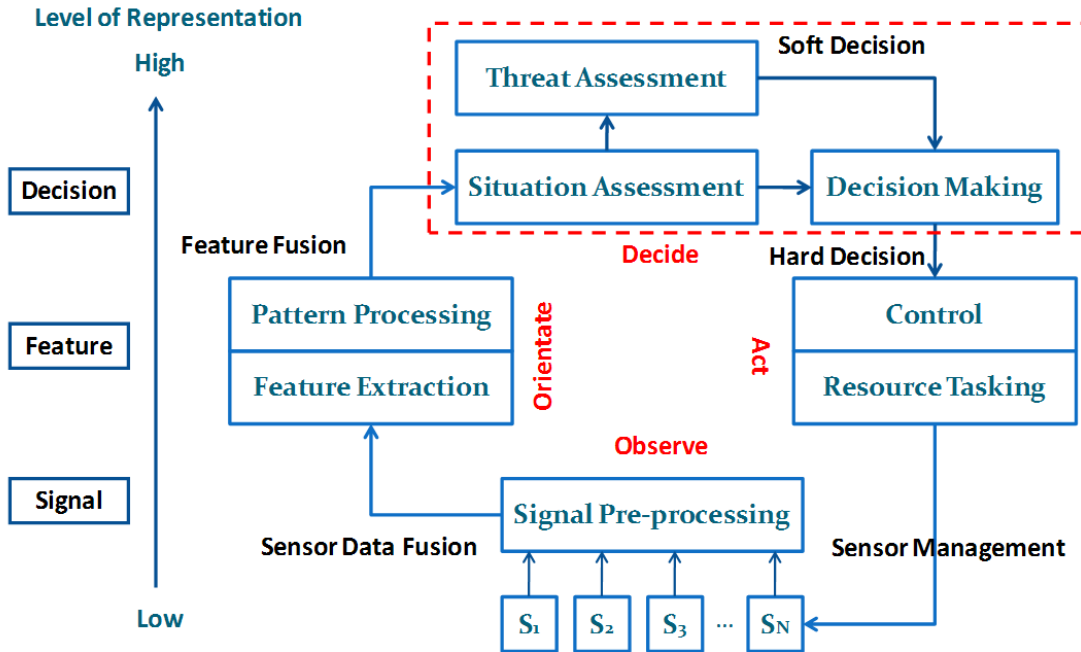 Level of Representation
High
Soft Decision
Threat Assessment
Decision
Situation Assessment
Decision Making
Feature Fusion
Decide
Hard Decision
Pattern Processing
Control
Orientate
Act
Feature
Feature Extraction
Resource Tasking
Observe
Signal
Signal Pre-processing
Sensor Data Fusion
Sensor Management
Low
S1
S2
S3
...
SN